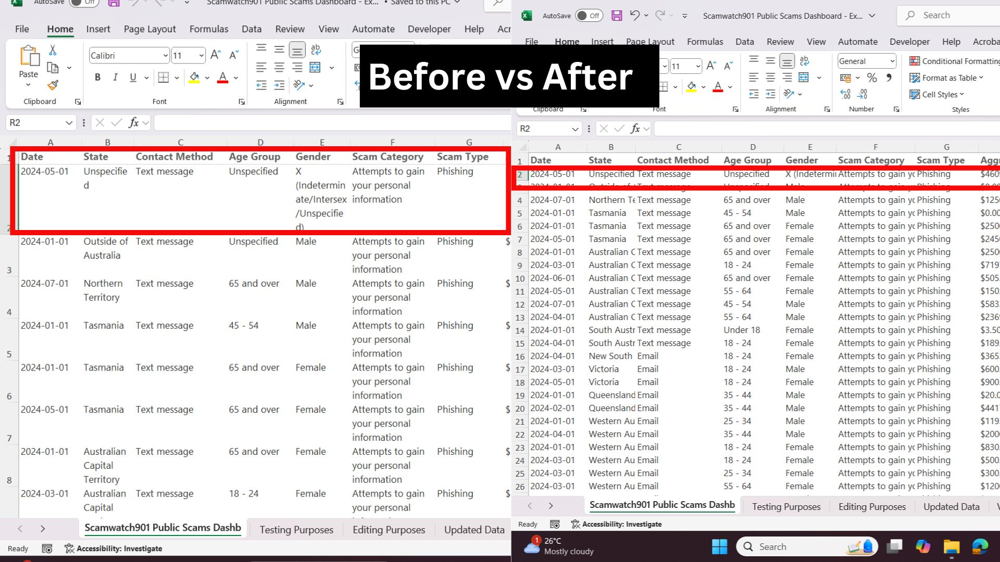 AutoSave Off Scamwatch901 Public Scams Dashboard - Ex... • Saved to this PC
File Home Insert Page Layout Formulas Data Review View Automate Developer Help Acr
Paste
Calibri 11
B I U A
Clipboard Font Alignment
R2 fx
A B C D E F G
1 Date State Contact Method Age Group Gender Scam Category Scam Type
2024-05-01 Unspecifie Text message Unspecified X Attempts to gain Phishing
d (Indetermin your personal
ate/Intersex information
/Unspecifie
2 d)
2024-01-01 Outside of Text message Unspecified Male Attempts to gain Phishing $
Australia your personal
3 information
2024-07-01 Northern Text message 65 and over Male Attempts to gain Phishing $
Territory your personal
4 information
2024-01-01 Tasmania Text message 45 - 54 Male Attempts to gain Phishing $
your personal
5 information
2024-01-01 Tasmania Text message 65 and over Female Attempts to gain Phishing $
your personal
6 information
2024-05-01 Tasmania Text message 65 and over Female Attempts to gain Phishing $
your personal
7 information
2024-01-01 Australian Text message 65 and over Female Attempts to gain Phishing $
Capital your personal
8 Territory information
2024-03-01 Australian Text message 18 - 24 Female Attempts to gain Phishing $
Capital your personal
Scamwatch901 Public Scams Dashb Testing Purposes Editing Purposes Updated Data
Ready Accessibility: Investigate
Before vs After
AutoSave Off Scamwatch901 Public Scams Dashboard - Ex... Search
File Home Insert Page Layout Formulas Data Review View Automate Developer Help Acroba
11 General Conditional Formatting
A % 9 Format as Table
Cell Styles
Clipboard Font Alignment Number Styles
R2 fx
A B C D E F G
1 Date State Contact Method Age Group Gender Scam Category Scam Type Aggr
2 2024-05-01 Unspecified Text message Unspecified X (Indetermin Attempts to gain yo Phishing $4609
4 2024-07-01 Northern Te Text message 65 and over Male Attempts to gain yo Phishing $1250
5 2024-01-01 Tasmania Text message 45 - 54 Male Attempts to gain yo Phishing $0.00
6 2024-01-01 Tasmania Text message 65 and over Female Attempts to gain yo Phishing $2500
7 2024-05-01 Tasmania Text message 65 and over Female Attempts to gain yo Phishing $2450
8 2024-01-01 Australian C Text message 65 and over Female Attempts to gain yo Phishing $2500
9 2024-03-01 Australian C Text message 18 - 24 Female Attempts to gain yo Phishing $7197
10 2024-06-01 Australian C Text message 65 and over Female Attempts to gain yo Phishing $505.
11 2024-05-01 Australian C Text message 55 - 64 Female Attempts to gain yo Phishing $150.
12 2024-07-01 Australian C Text message 45 - 54 Male Attempts to gain yo Phishing $583.
13 2024-04-01 Australian C Text message 55 - 64 Male Attempts to gain yo Phishing $2369
14 2024-01-01 South Austr Text message Under 18 Female Attempts to gain yo Phishing $3.50
15 2024-04-01 South Austr Text message 18 - 24 Female Attempts to gain yo Phishing $189.
16 2024-04-01 New South Email 18 - 24 Female Attempts to gain yo Phishing $365.
17 2024-03-01 Victoria Email 18 - 24 Male Attempts to gain yo Phishing $600.
18 2024-05-01 Victoria Email 18 - 24 Female Attempts to gain yo Phishing $900.
19 2024-01-01 Queensland Email 35 - 44 Male Attempts to gain yo Phishing $20.0
20 2024-02-01 Queensland Email 35 - 44 Male Attempts to gain yo Phishing $4417
21 2024-01-01 Western Au Email 25 - 34 Male Attempts to gain yo Phishing $119.
22 2024-04-01 Western Au Email 35 - 44 Male Attempts to gain yo Phishing $2000
23 2024-01-01 Western Au Email 18 - 24 Female Attempts to gain yo Phishing $830.
24 2024-03-01 Western Au Email 18 - 24 Female Attempts to gain yo Phishing $500.
25 2024-03-01 Western Au Email 25 - 34 Female Attempts to gain yo Phishing $300.
26 2024-03-01 Western Au Email 55 - 64 Female Attempts to gain yo Phishing $1200
Scamwatch901 Public Scams Dashb Testing Purposes Editing Purposes Updated Data
Ready Accessibility: Investigate
1 26°C
Mostly cloudy
Search